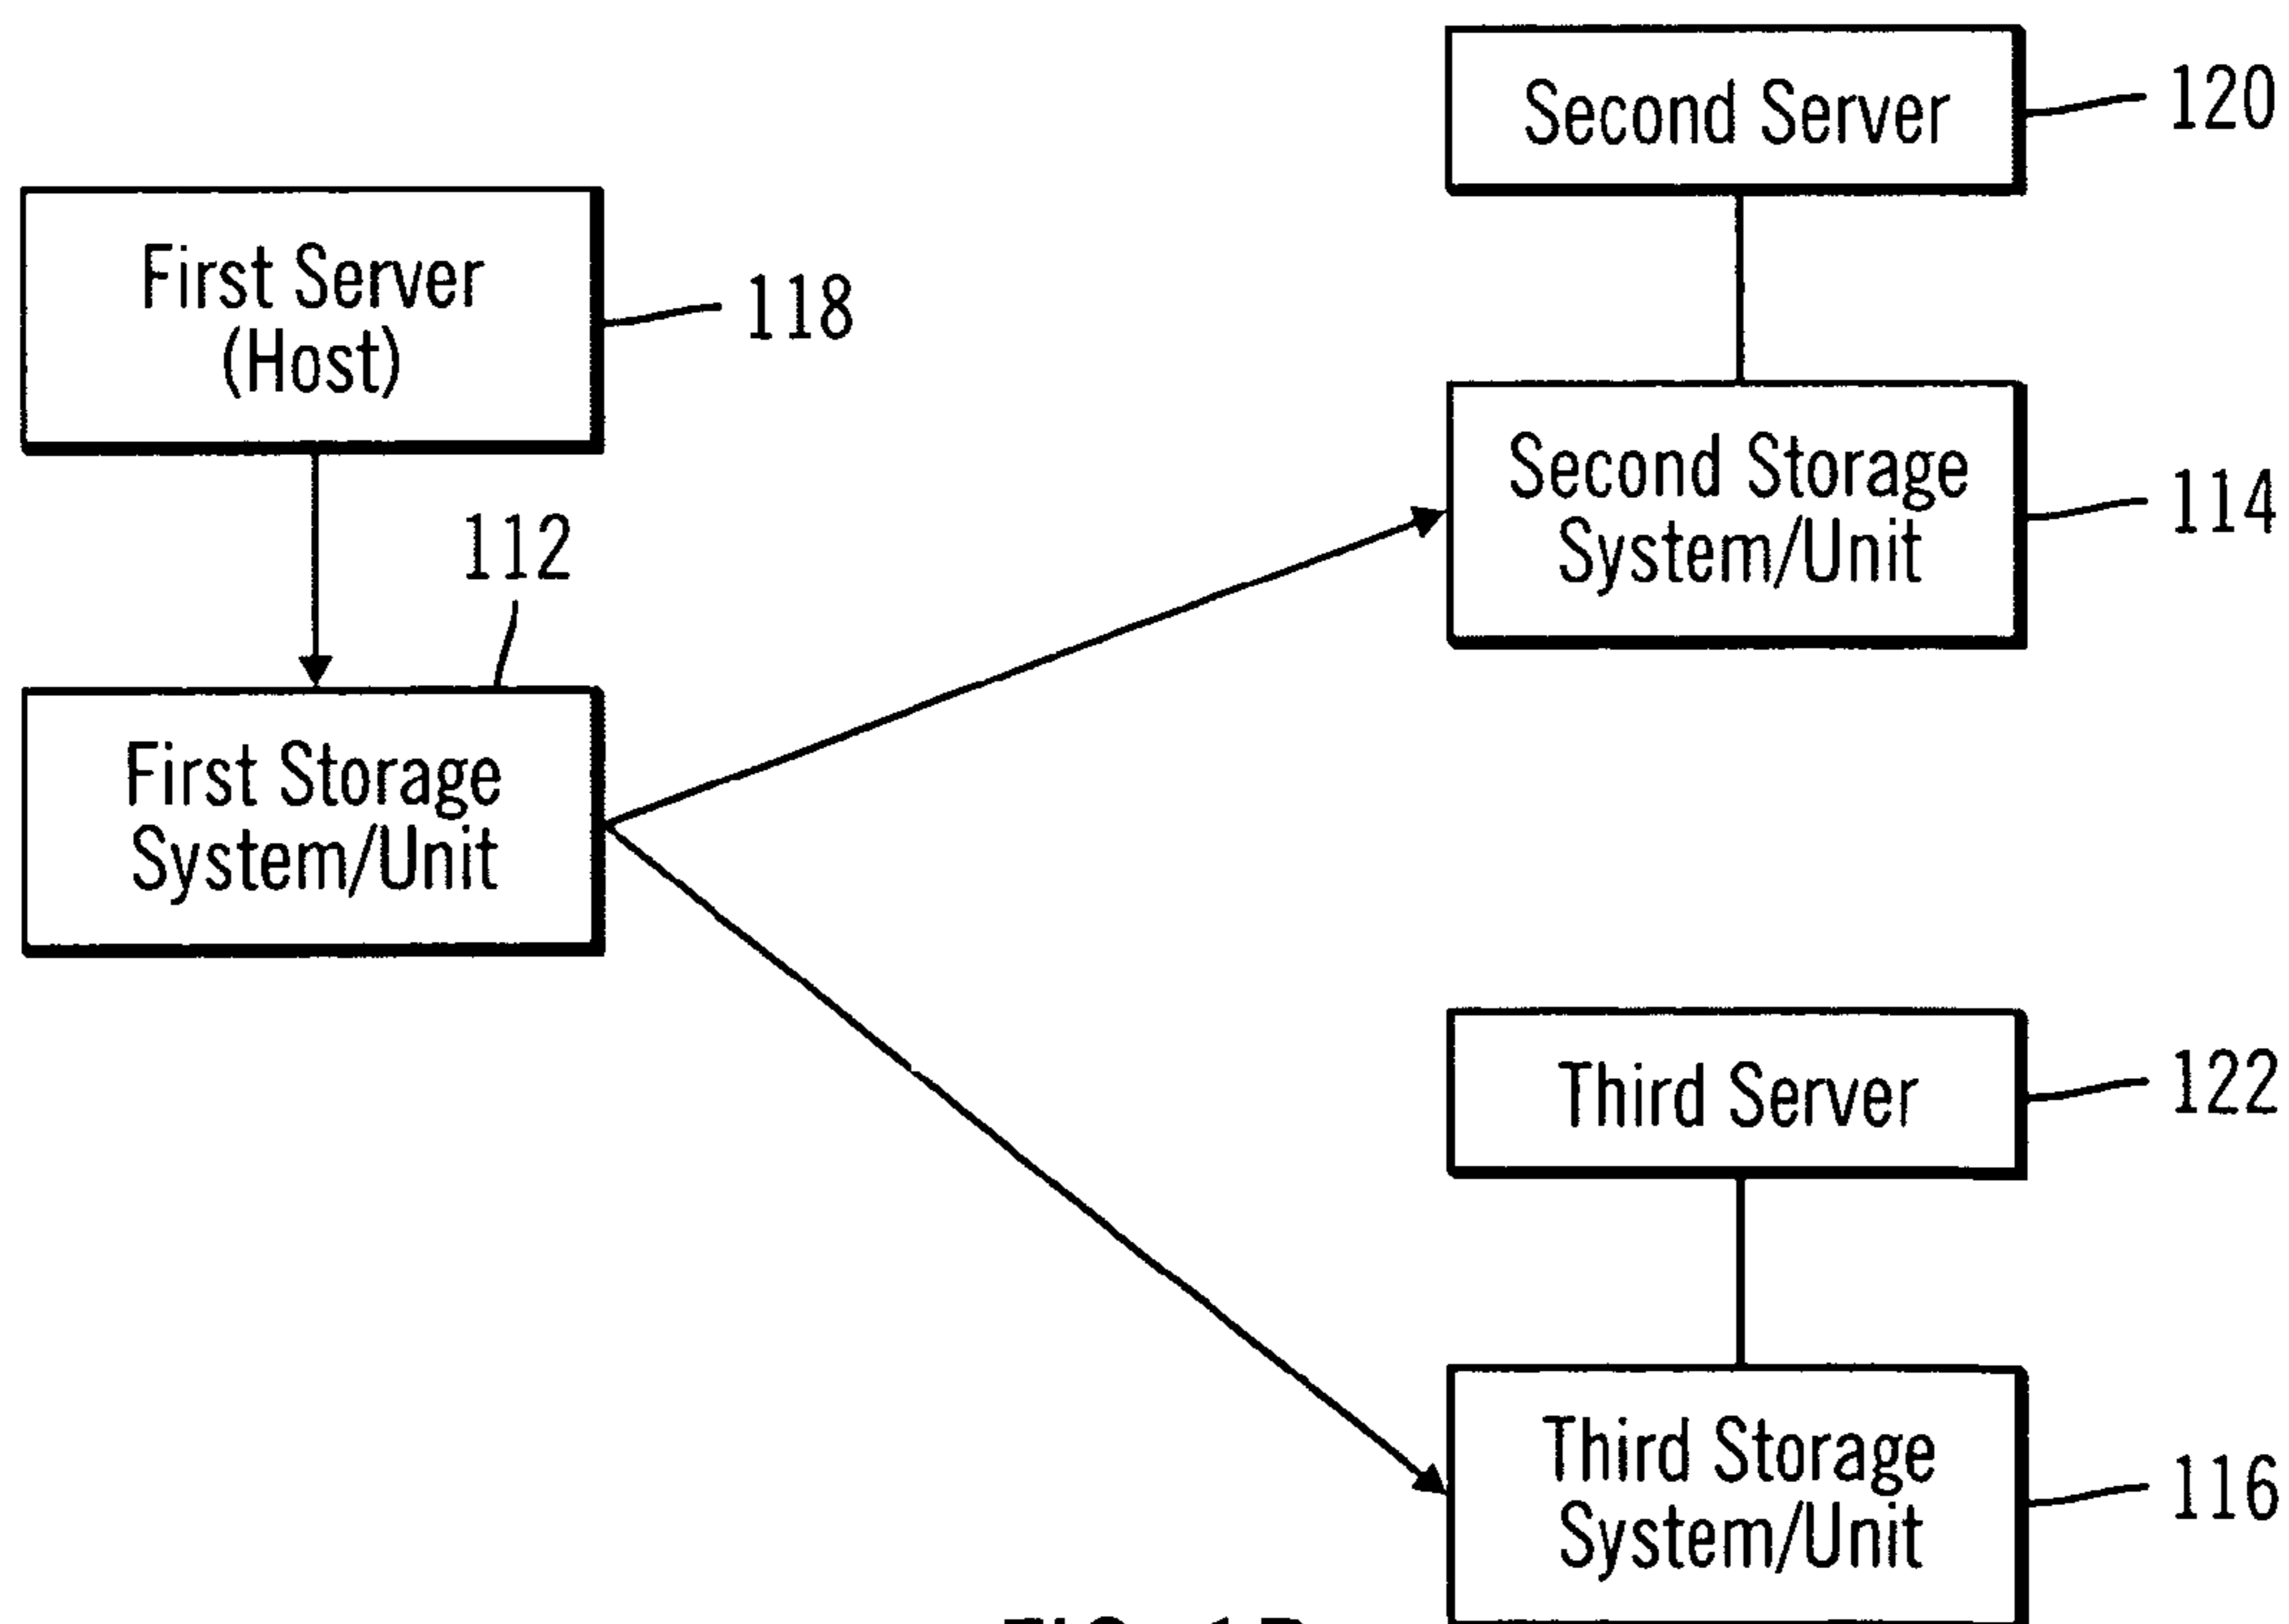 Second Server
120
First Server
(Host)
118
Second Storage
System/Unit
114
112
First Storage
System/Unit
Third Server
122
Third Storage
System/Unit
116